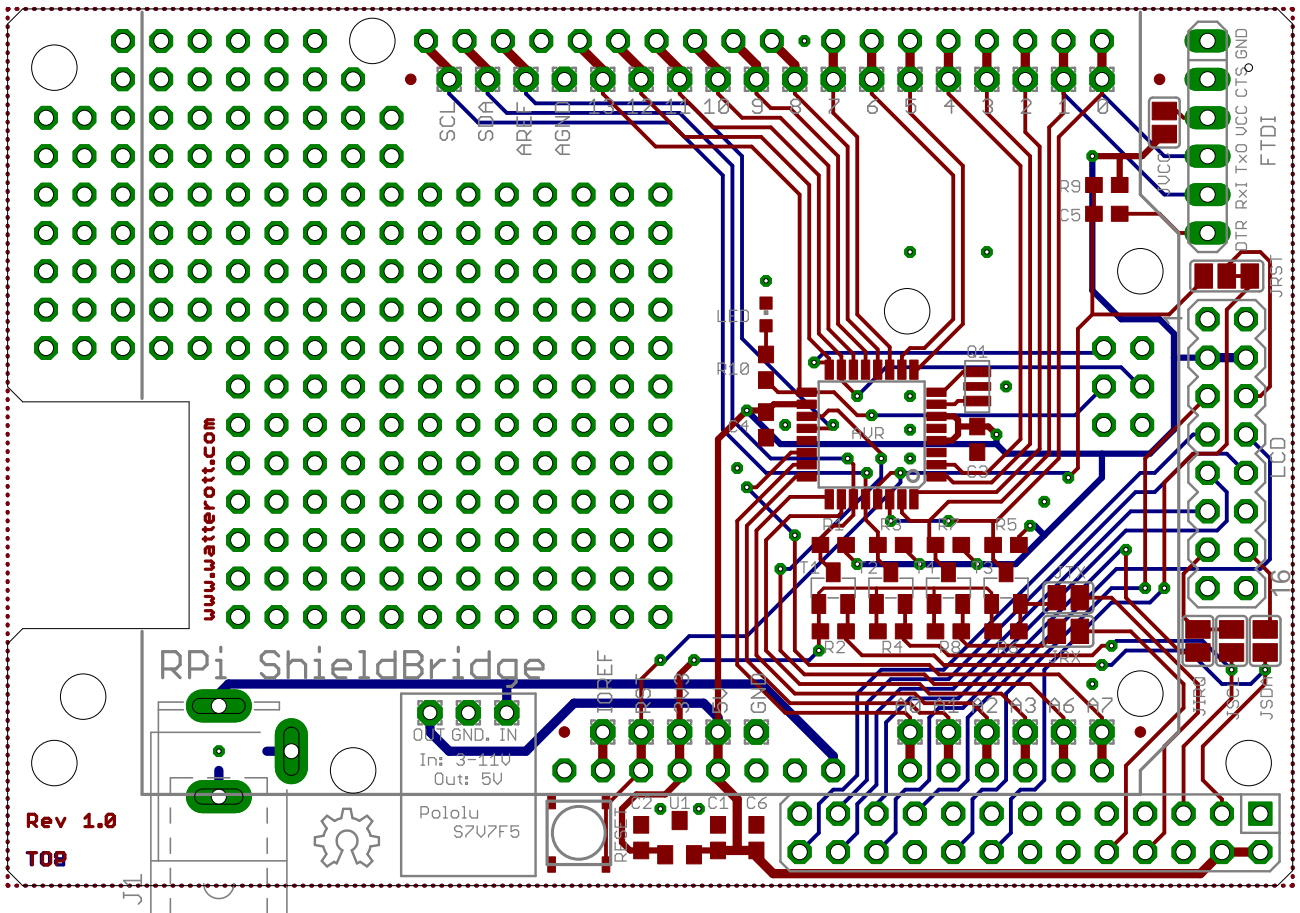 SCL SDA AREF AGND 13 12 11 10 9 8 7 6 5 4 3 2 1 0
GND
CTS
VCC
TxO
RxI
DTR
FTDI
JVCC
R9
C5
JRST
LED
R10
C4
Q1
AVR
C3
LCD
16
www.watterott.com
R1 R3 R7 R5
T1 T2 T4 T3
JTX
R2 R4 R8 R6
JRX
JIRQ JSCL JSDA
RPi ShieldBridge
IOREF RST 3V3 5V GND
A0 A1 A2 A3 A6 A7
OUT GND. IN
In: 3-11V
Out: 5V
Pololu
S7V7F5
RESET
C2 U1 C1 C6
Rev 1.0
J1